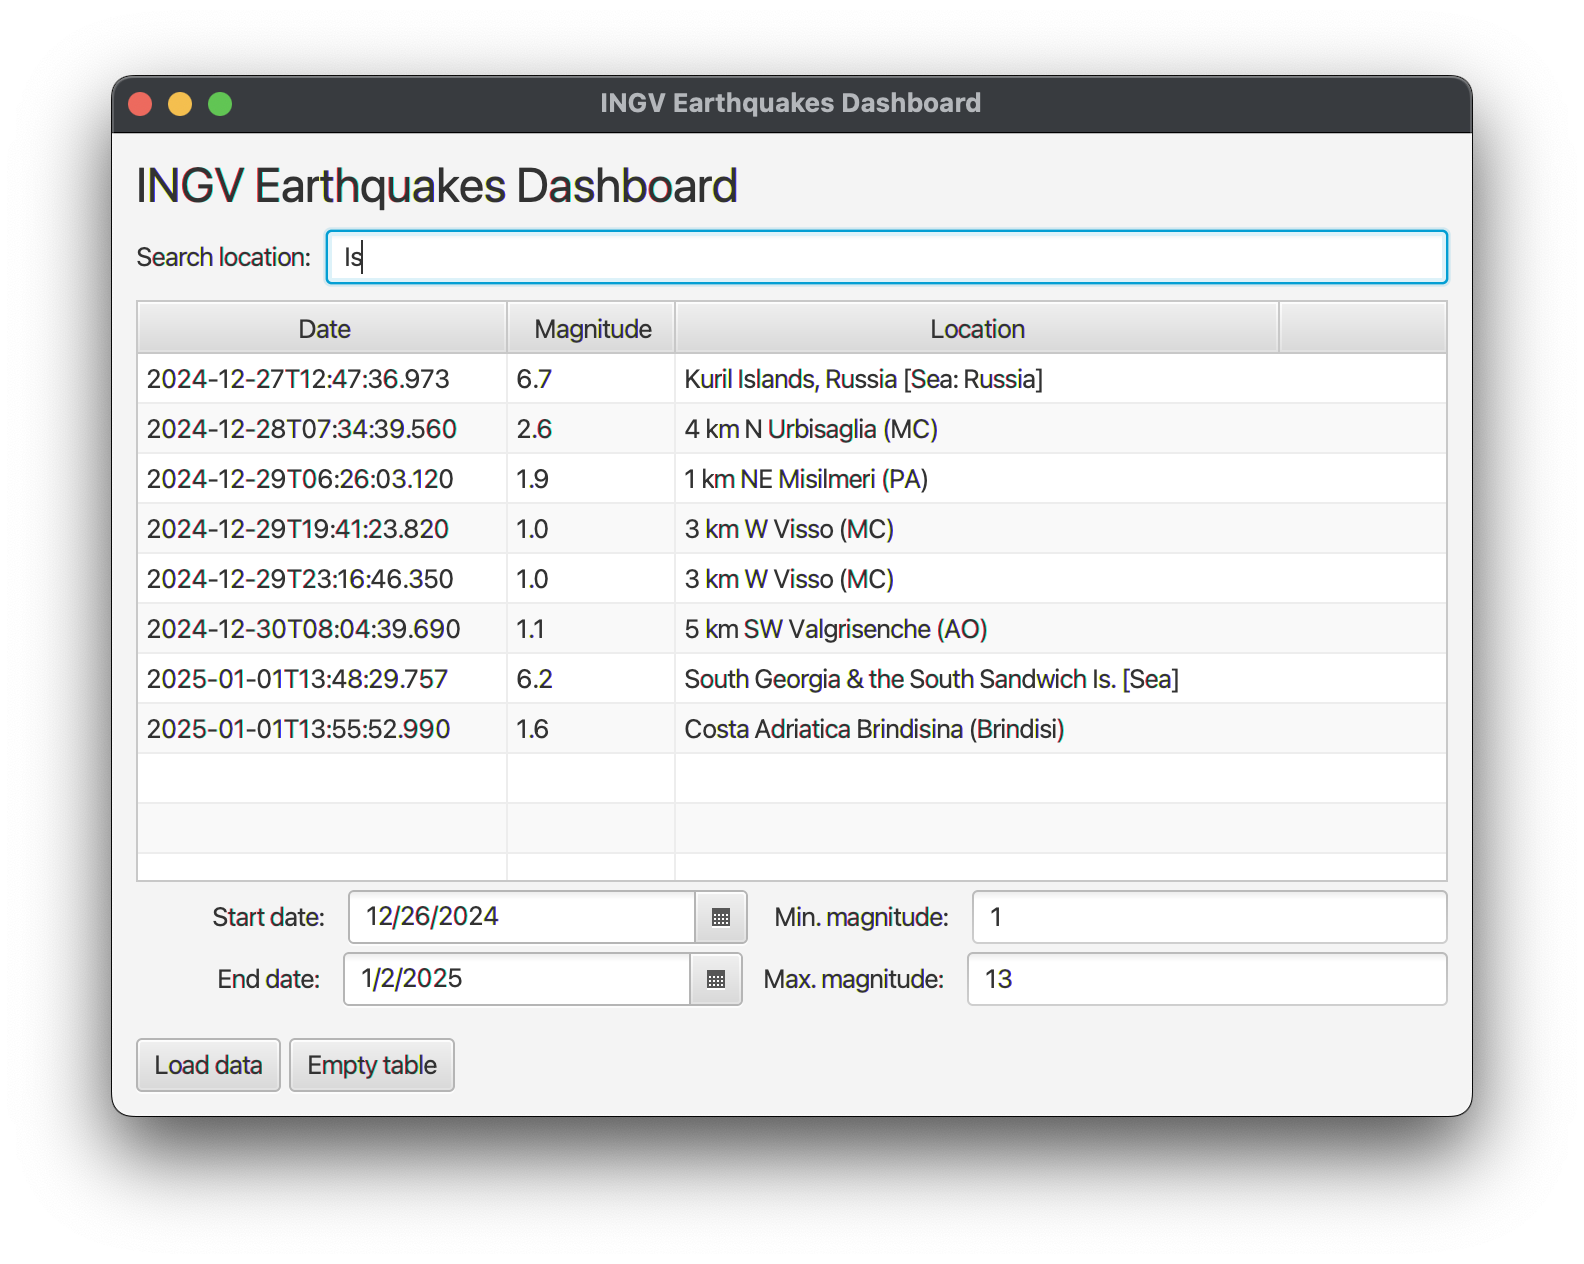 INGV Earthquakes Dashboard
INGV Earthquakes Dashboard
Search location: Is
Date Magnitude Location
2024-12-27T12:47:36.973 6.7 Kuril Islands, Russia [Sea: Russia]
2024-12-28T07:34:39.560 2.6 4 km N Urbisaglia (MC)
2024-12-29T06:26:03.120 1.9 1 km NE Misilmeri (PA)
2024-12-29T19:41:23.820 1.0 3 km W Visso (MC)
2024-12-29T23:16:46.350 1.0 3 km W Visso (MC)
2024-12-30T08:04:39.690 1.1 5 km SW Valgrisenche (AO)
2025-01-01T13:48:29.757 6.2 South Georgia & the South Sandwich Is. [Sea]
2025-01-01T13:55:52.990 1.6 Costa Adriatica Brindisina (Brindisi)
Start date: 12/26/2024 Min. magnitude: 1
End date: 1/2/2025 Max. magnitude: 13
Load data Empty table